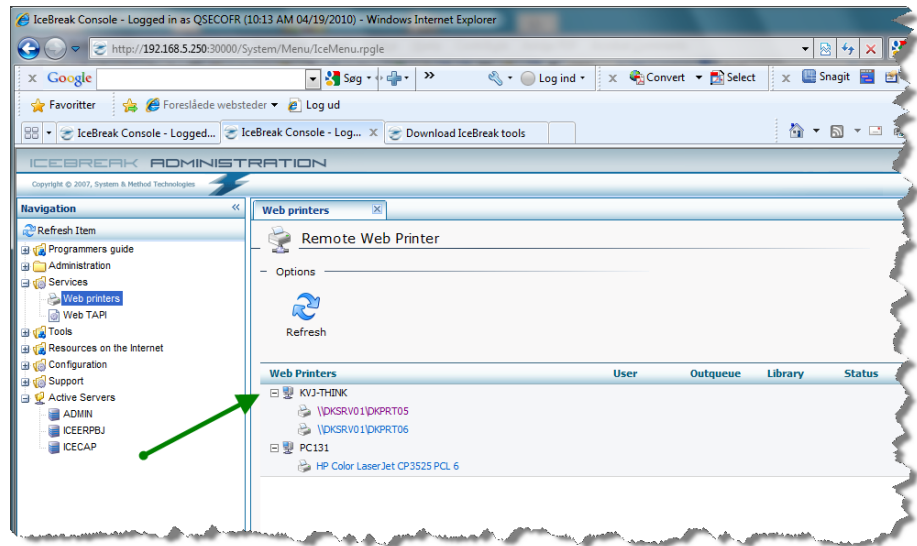 IceBreak Console - Logged in as QSECOFR (10:13 AM 04/19/2010) - Windows Internet Explorer
http://192.168.5.250:30000/System/Menu/IceMenu.rpgle
x Google Søg » Log ind x Convert Select x Snagit
Favoritter Foreslåede websteder Log ud
IceBreak Console - Logged... IceBreak Console - Log... X Download IceBreak tools
ICEBREAK ADMINISTRATION
Copyright © 2007, System & Method Technologies
Navigation «
Refresh Item
Programmers guide
Administration
Services
Web printers
Web TAPI
Tools
Resources on the Internet
Configuration
Support
Active Servers
ADMIN
ICEERPBJ
ICECAP
Web printers
Remote Web Printer
Options
Refresh
Web Printers User Outqueue Library Status
KVJ-THINK
\\DKSRV01\DKPRT05
\\DKSRV01\DKPRT06
PC131
HP Color LaserJet CP3525 PCL 6